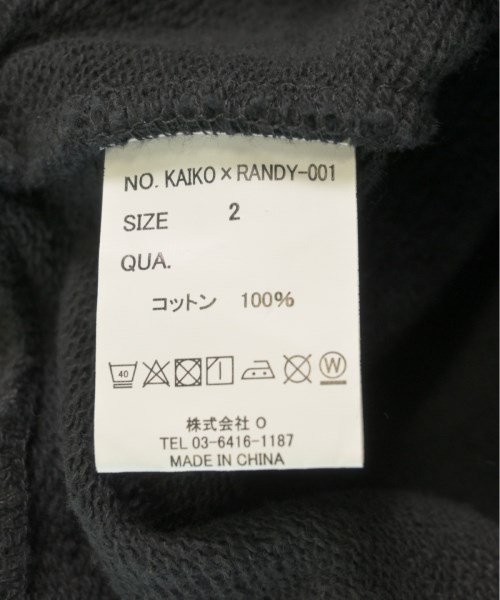 NO. KAIKO×RANDY-001
SIZE 2
QUA.
コットン 100%
40 W
株式会社 O
TEL 03-6416-1187
MADE IN CHINA